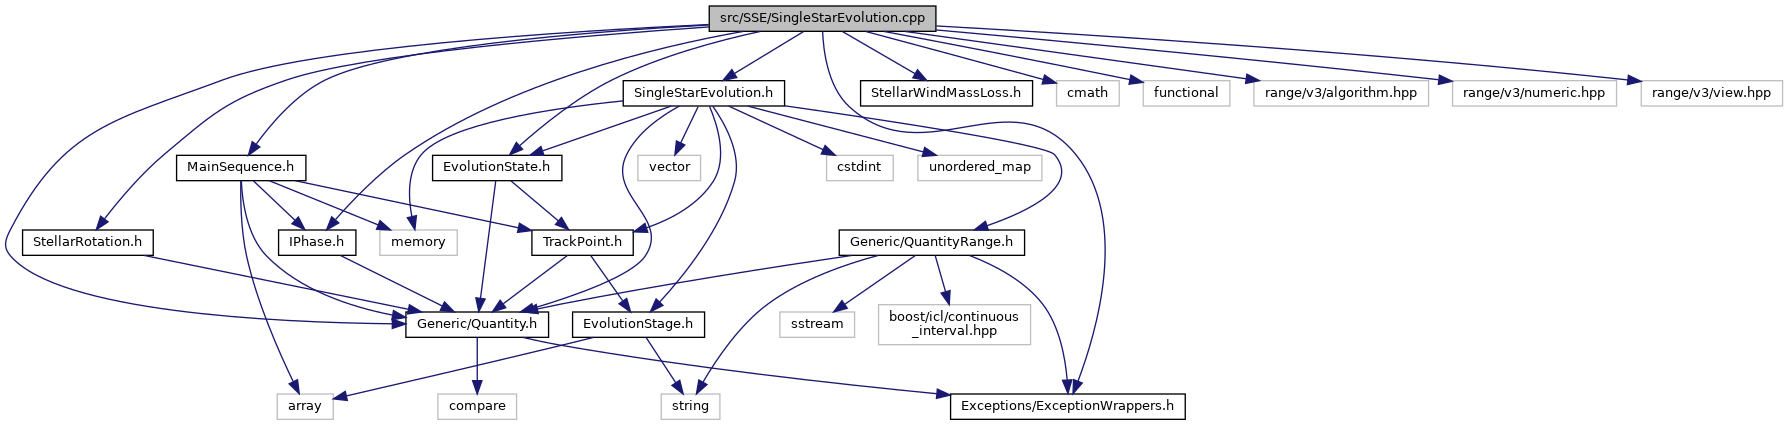 src/SSE/SingleStarEvolution.cpp
SingleStarEvolution.h
StellarWindMassLoss.h
cmath
functional
range/v3/algorithm.hpp
range/v3/numeric.hpp
range/v3/view.hpp
MainSequence.h
EvolutionState.h
vector
cstdint
unordered_map
StellarRotation.h
IPhase.h
memory
TrackPoint.h
Generic/QuantityRange.h
Generic/Quantity.h
EvolutionStage.h
sstream
boost/icl/continuous
_interval.hpp
array
compare
string
Exceptions/ExceptionWrappers.h